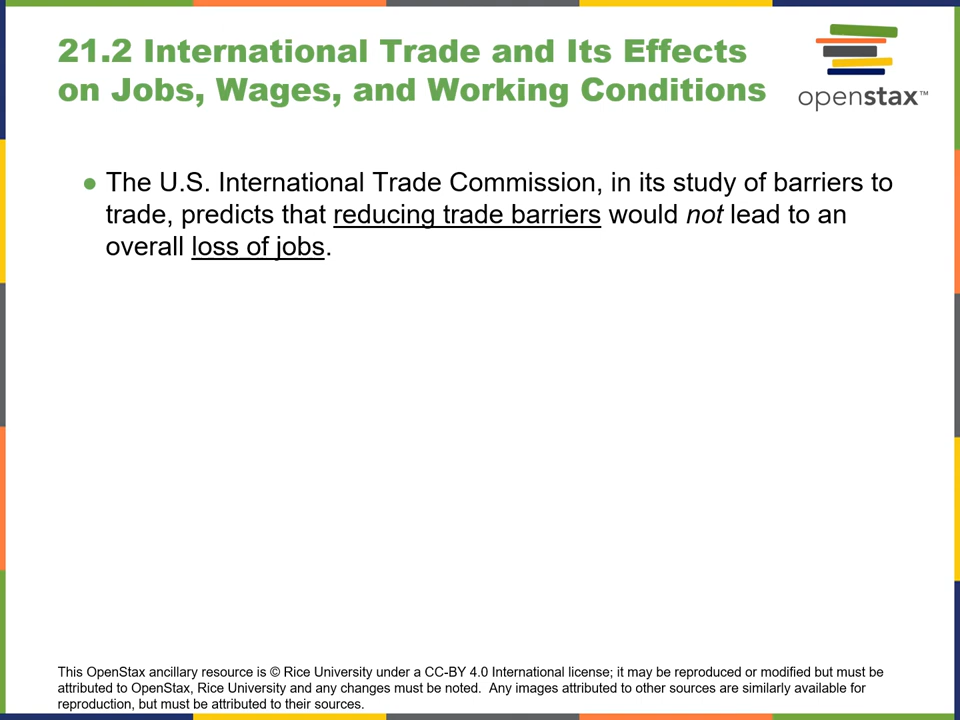 21.2 International Trade and Its Effects
on Jobs, Wages, and Working Conditions
openstax™
● The U.S. International Trade Commission, in its study of barriers to
trade, predicts that reducing trade barriers would not lead to an
overall loss of jobs.
This OpenStax ancillary resource is © Rice University under a CC-BY 4.0 International license; it may be reproduced or modified but must be
attributed to OpenStax, Rice University and any changes must be noted.  Any images attributed to other sources are similarly available for
reproduction, but must be attributed to their sources.